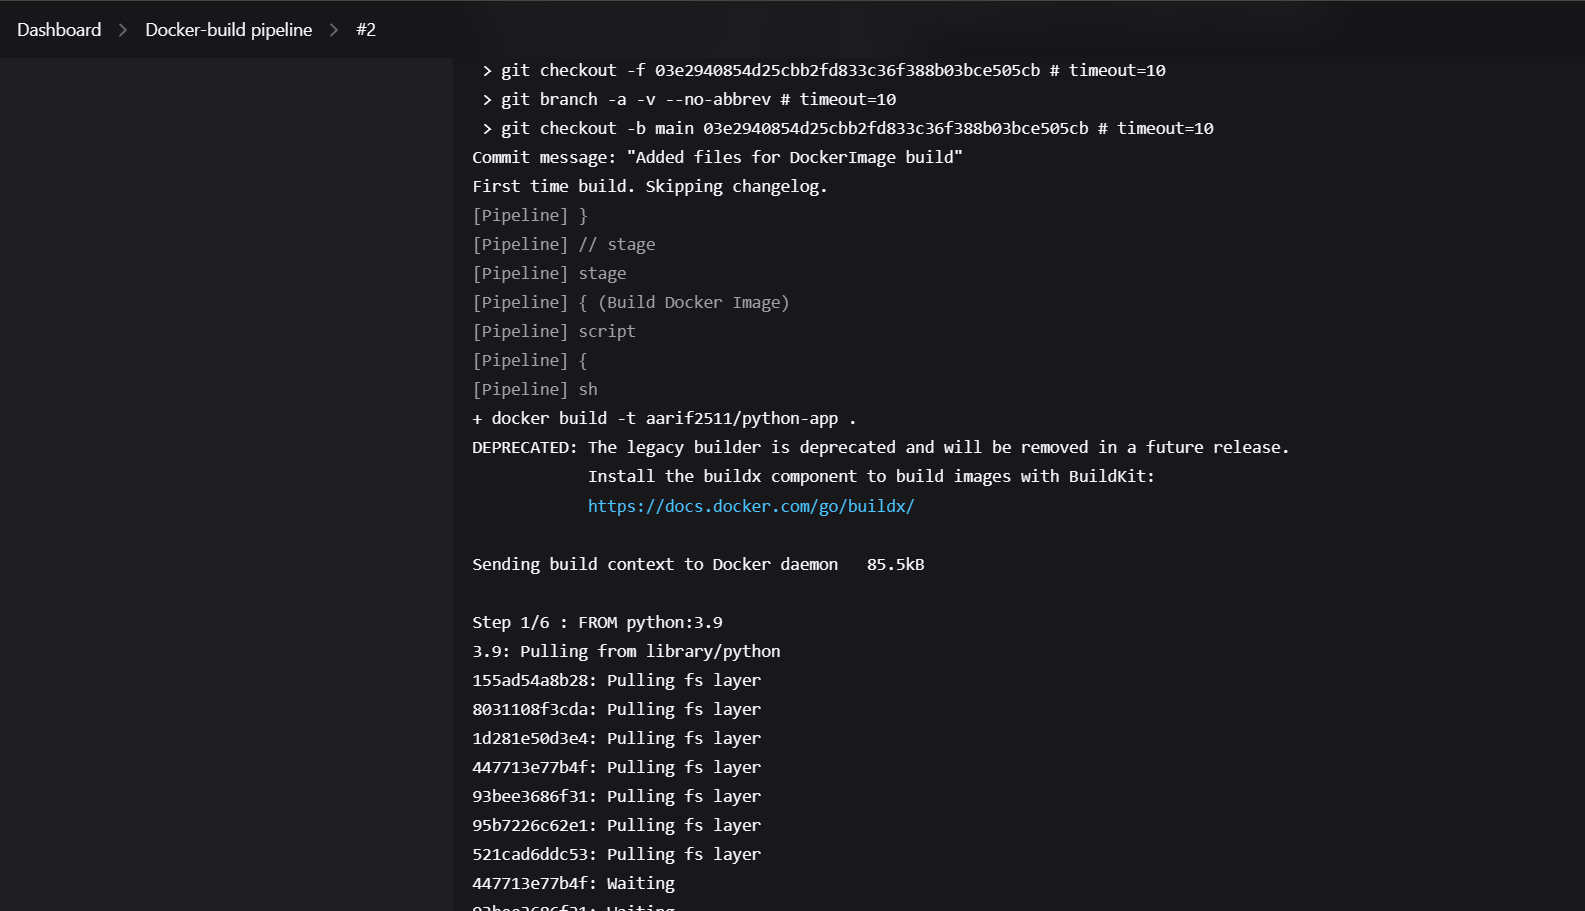 Dashboard > Docker-build pipeline > #2
> git checkout -f 03e2940854d25cbb2fd833c36f388b03bce505cb # timeout=10
> git branch -a -v --no-abbrev # timeout=10
> git checkout -b main 03e2940854d25cbb2fd833c36f388b03bce505cb # timeout=10
Commit message: "Added files for DockerImage build"
First time build. Skipping changelog.
[Pipeline] }
[Pipeline] // stage
[Pipeline] stage
[Pipeline] { (Build Docker Image)
[Pipeline] script
[Pipeline] {
[Pipeline] sh
+ docker build -t aarif2511/python-app .
DEPRECATED: The legacy builder is deprecated and will be removed in a future release.
Install the buildx component to build images with BuildKit:
https://docs.docker.com/go/buildx/
Sending build context to Docker daemon   85.5kB
Step 1/6 : FROM python:3.9
3.9: Pulling from library/python
155ad54a8b28: Pulling fs layer
8031108f3cda: Pulling fs layer
1d281e50d3e4: Pulling fs layer
447713e77b4f: Pulling fs layer
93bee3686f31: Pulling fs layer
95b7226c62e1: Pulling fs layer
521cad6ddc53: Pulling fs layer
447713e77b4f: Waiting
93bee3686f31: Waiting